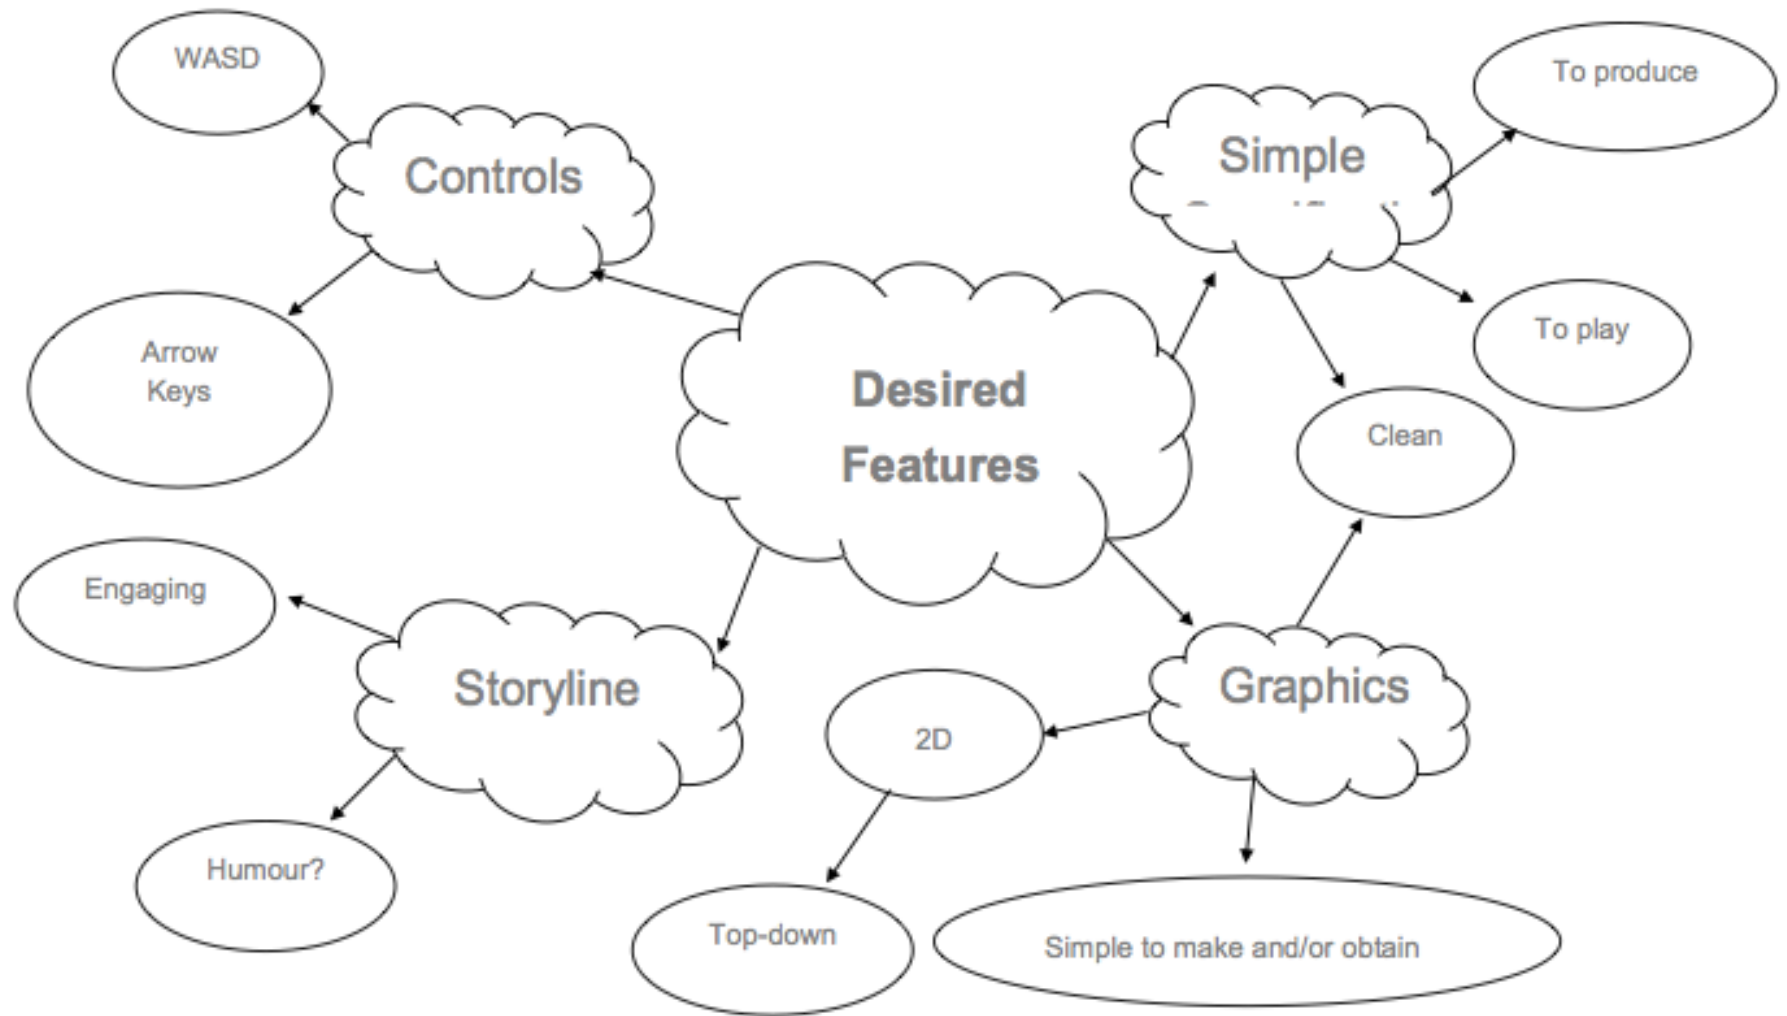 WASD
To produce
Simple
Controls
To play
Arrow
Keys
Desired
Features
Clean
Engaging
Storyline
Graphics
2D
Humour?
Top-down
Simple to make and/or obtain